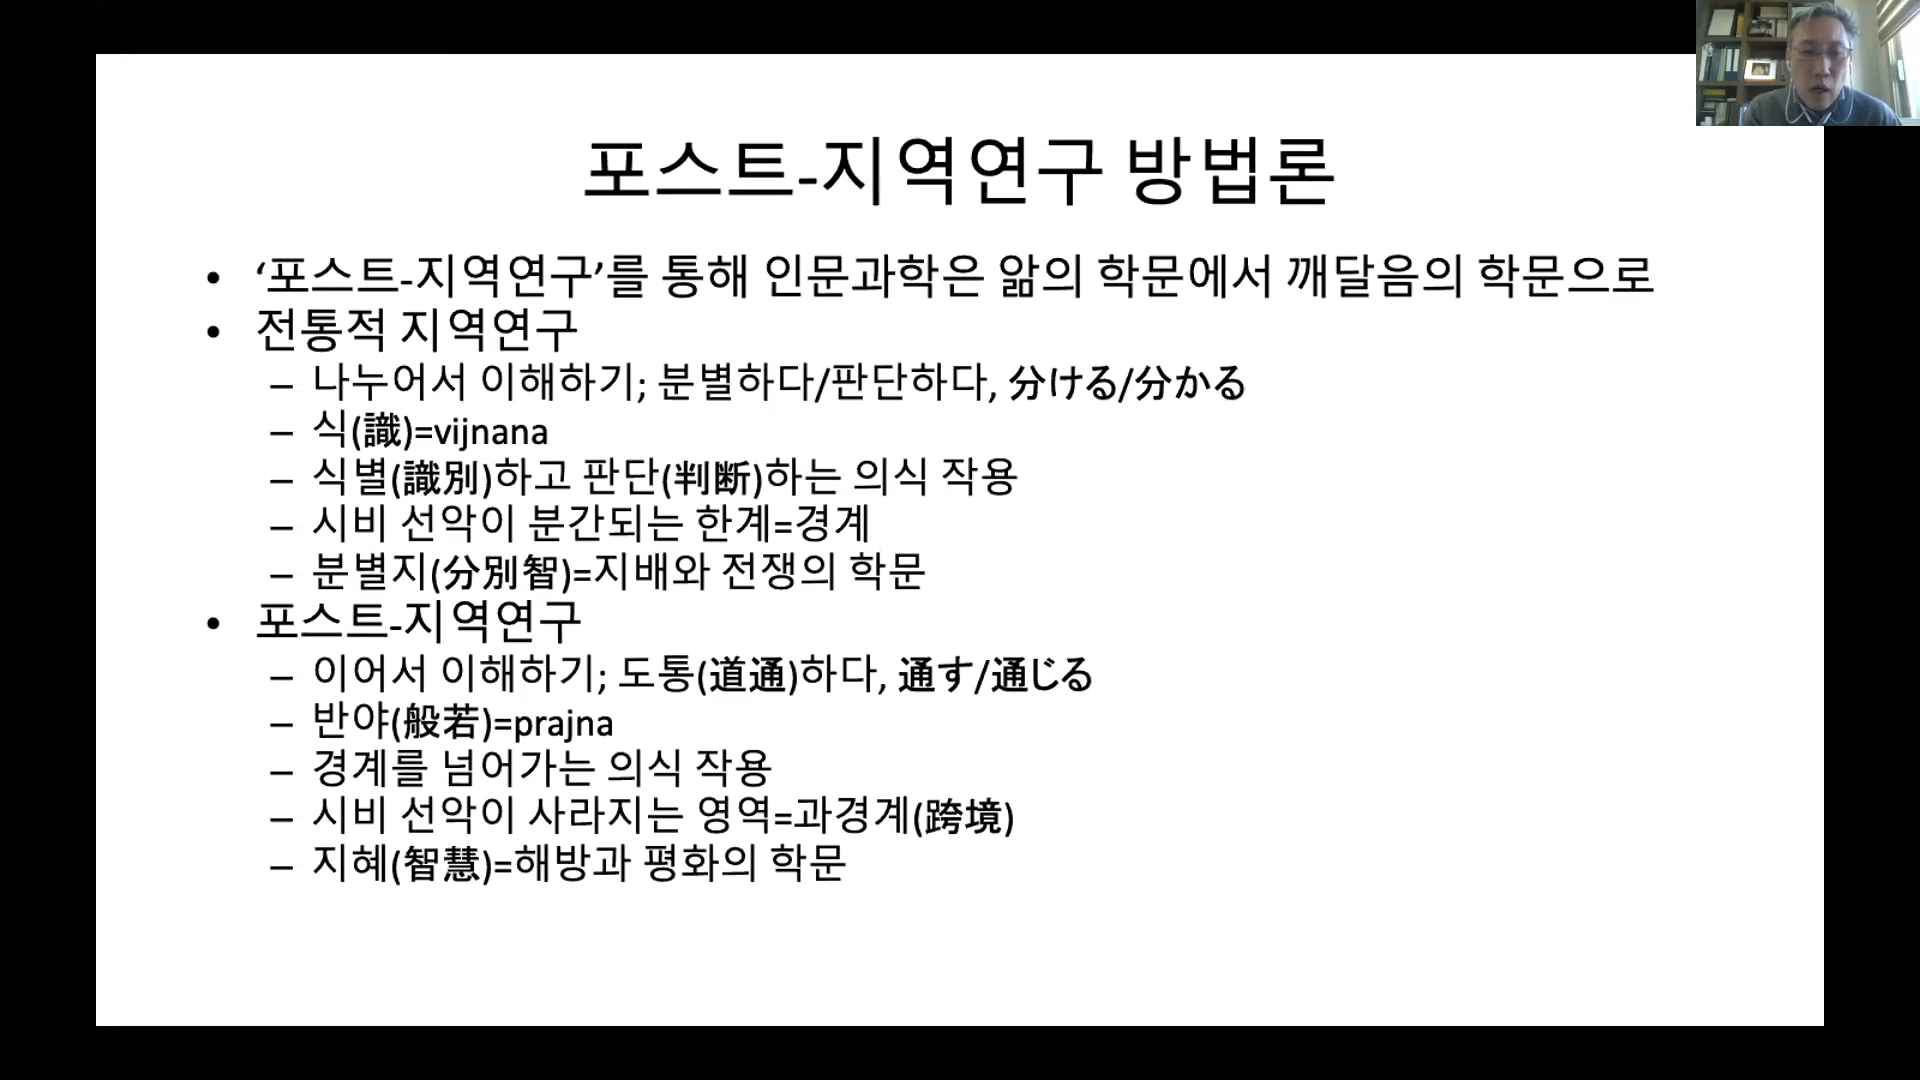 포스트-지역연구 방법론
• ‘포스트-지역연구’를 통해 인문과학은 앎의 학문에서 깨달음의 학문으로
• 전통적 지역연구
– 나누어서 이해하기; 분별하다/판단하다, 分ける/分かる
– 식(識)=vijnana
– 식별(識別)하고 판단(判断)하는 의식 작용
– 시비 선악이 분간되는 한계=경계
– 분별지(分別智)=지배와 전쟁의 학문
• 포스트-지역연구
– 이어서 이해하기; 도통(道通)하다, 通す/通じる
– 반야(般若)=prajna
– 경계를 넘어가는 의식 작용
– 시비 선악이 사라지는 영역=과경계(跨境)
– 지혜(智慧)=해방과 평화의 학문